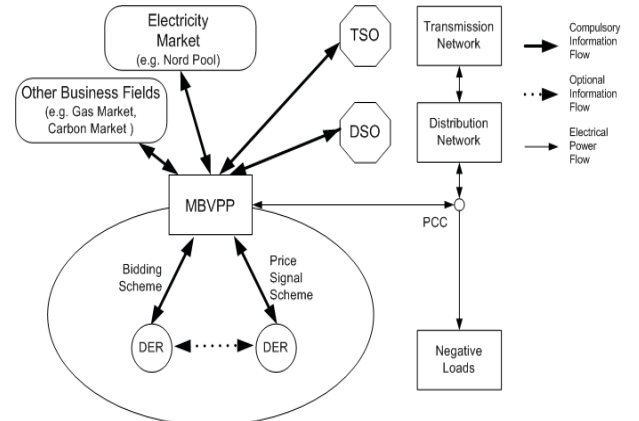 Electricity
Market
(e.g. Nord Pool)
Other Business Fields
(e.g. Gas Market,
Carbon Market )
TSO
DSO
Transmission
Network
Distribution
Network
Compulsory
Information
Flow
Optional
Information
Flow
Electrical
Power
Flow
MBVPP
PCC
Bidding
Scheme
Price
Signal
Scheme
DER
DER
Negative
Loads